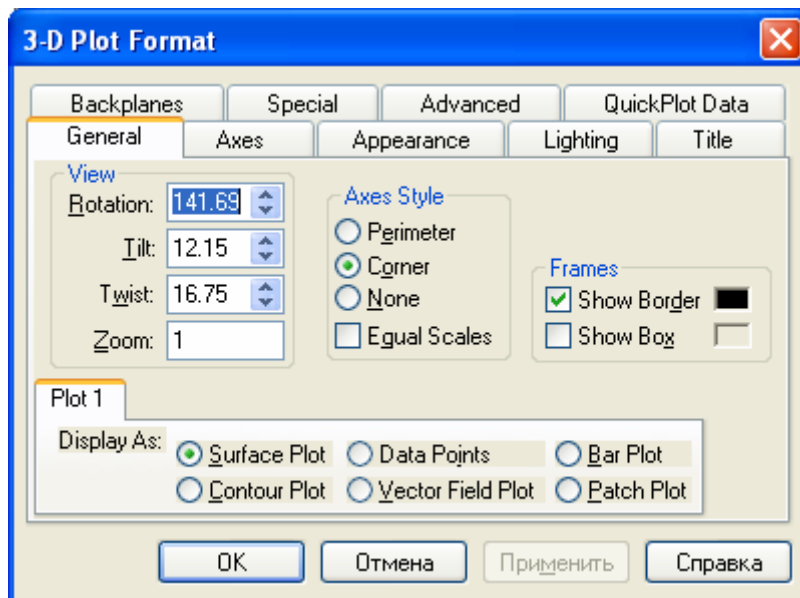 3-D Plot Format
Backplanes Special Advanced QuickPlot Data
General Axes Appearance Lighting Title
View
Rotation: 141.69
Tilt: 12.15
Twist: 16.75
Zoom: 1
Axes Style
Perimeter
Corner
None
Equal Scales
Frames
Show Border
Show Box
Plot 1
Display As:
Surface Plot Data Points Bar Plot
Contour Plot Vector Field Plot Patch Plot
OK Отмена Применить Справка